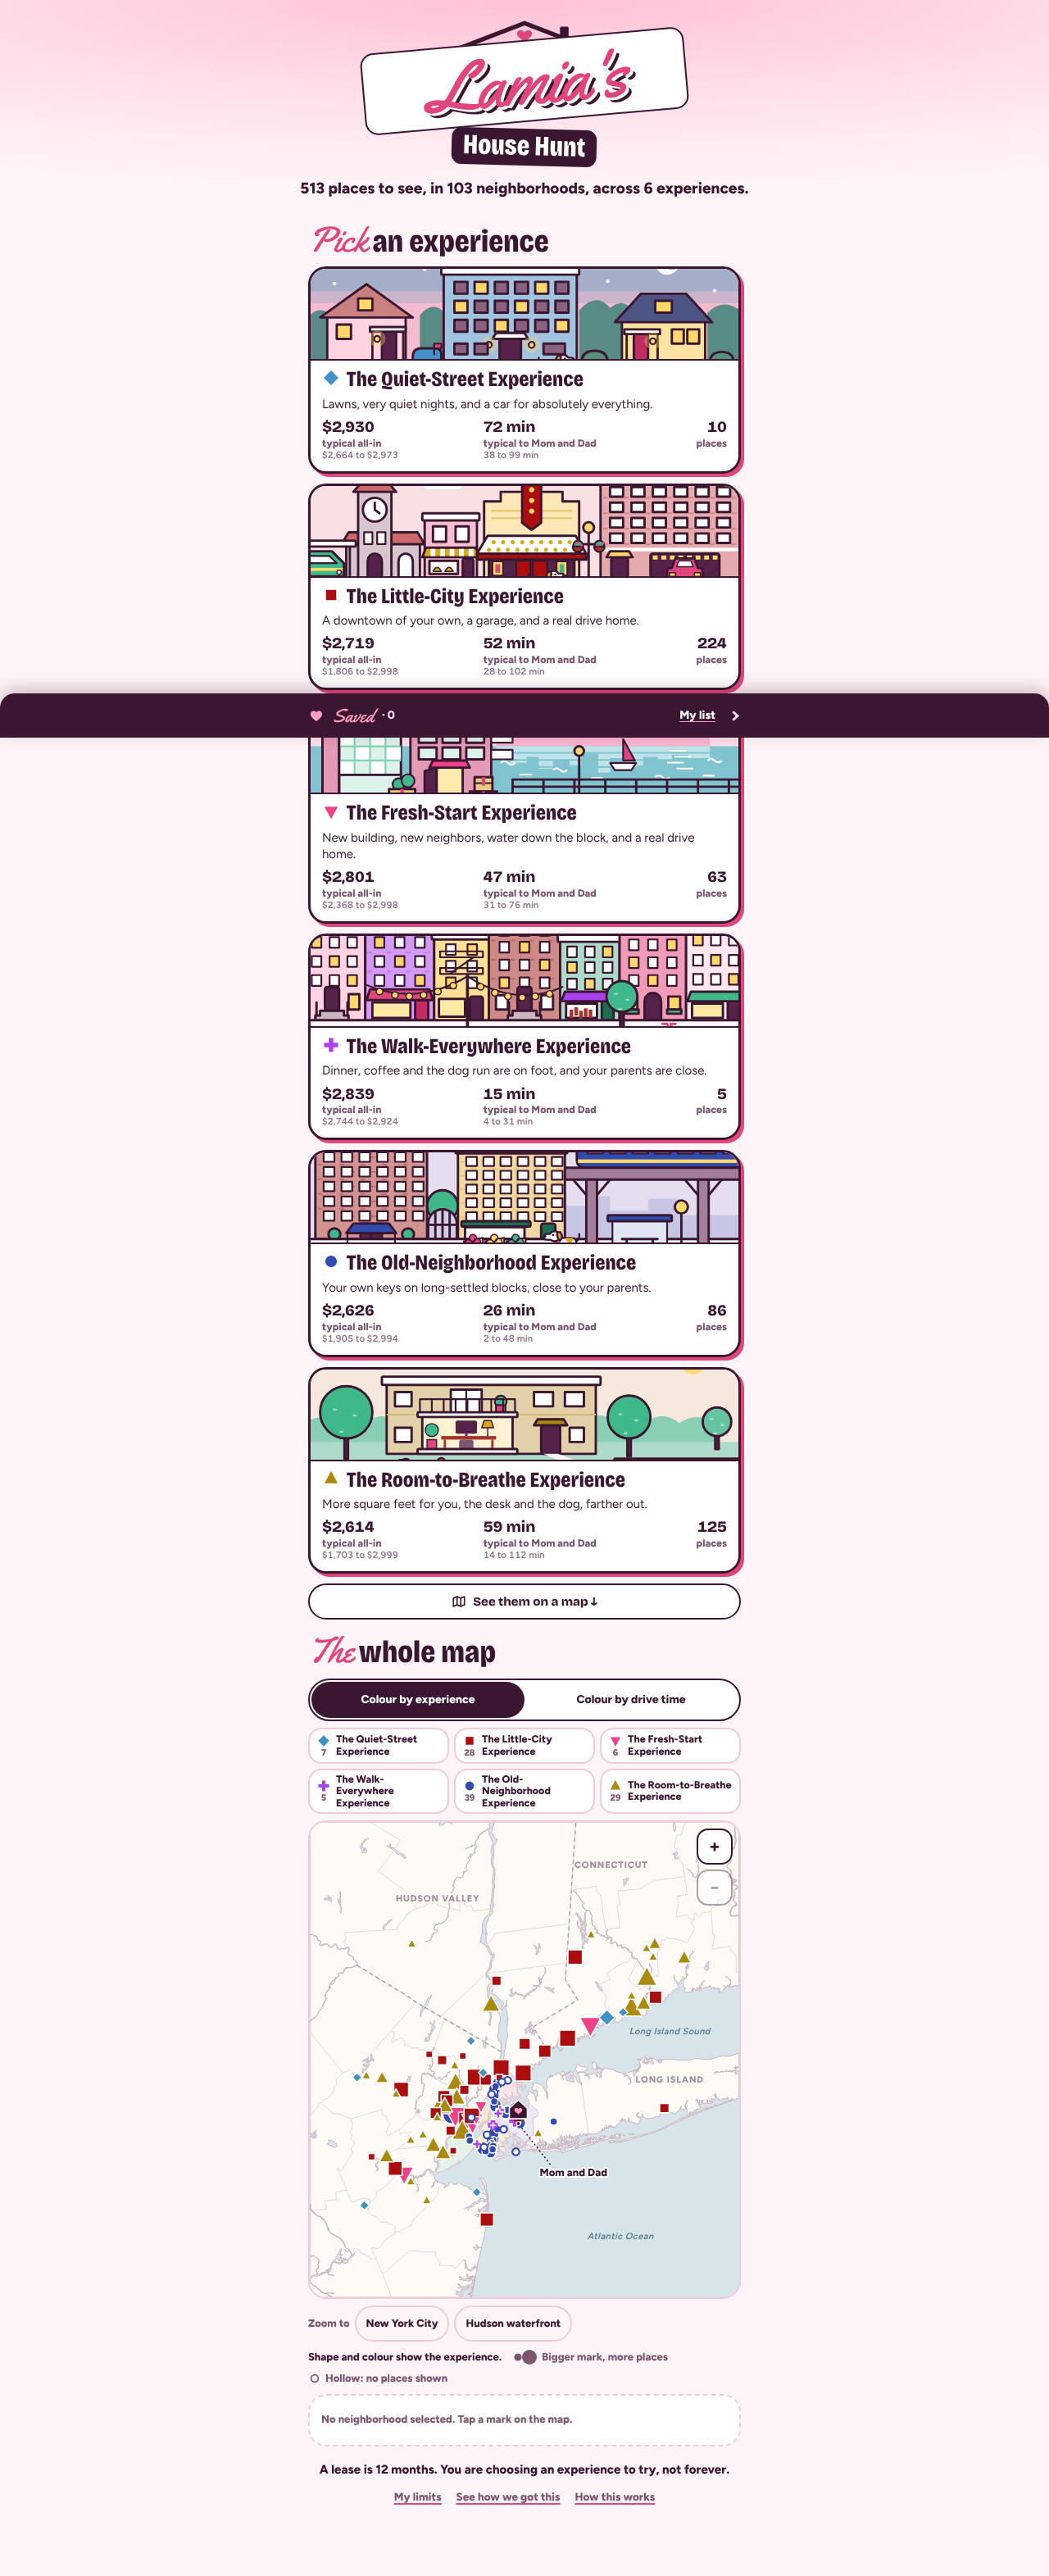 Lamia's
House Hunt
513 places to see, in 103 neighborhoods, across 6 experiences.
Pick an experience
The Quiet-Street Experience
Lawns, very quiet nights, and a car for absolutely everything.
$2,930 72 min 10
typical all-in typical to Mom and Dad places
$2,664 to $2,973 38 to 99 min
The Little-City Experience
A downtown of your own, a garage, and a real drive home.
$2,719 52 min 224
typical all-in typical to Mom and Dad places
$1,806 to $2,998 28 to 102 min
Saved · 0 My list
The Fresh-Start Experience
New building, new neighbors, water down the block, and a real drive
home.
$2,801 47 min 63
typical all-in typical to Mom and Dad places
$2,368 to $2,998 31 to 76 min
The Walk-Everywhere Experience
Dinner, coffee and the dog run are on foot, and your parents are close.
$2,839 15 min 5
typical all-in typical to Mom and Dad places
$2,744 to $2,924 4 to 31 min
The Old-Neighborhood Experience
Your own keys on long-settled blocks, close to your parents.
$2,626 26 min 86
typical all-in typical to Mom and Dad places
$1,905 to $2,994 2 to 48 min
The Room-to-Breathe Experience
More square feet for you, the desk and the dog, farther out.
$2,614 59 min 125
typical all-in typical to Mom and Dad places
$1,703 to $2,999 14 to 112 min
See them on a map ↓
The whole map
Colour by experience Colour by drive time
The Quiet-Street
Experience
7
The Little-City
Experience
28
The Fresh-Start
Experience
6
The Walk-
Everywhere
Experience
5
The Old-
Neighborhood
Experience
39
The Room-to-Breathe
Experience
29
+
−
CONNECTICUT
HUDSON VALLEY
Long Island Sound
LONG ISLAND
Mom and Dad
Atlantic Ocean
Zoom to New York City Hudson waterfront
Shape and colour show the experience. Bigger mark, more places
Hollow: no places shown
No neighborhood selected. Tap a mark on the map.
A lease is 12 months. You are choosing an experience to try, not forever.
My limits See how we got this How this works